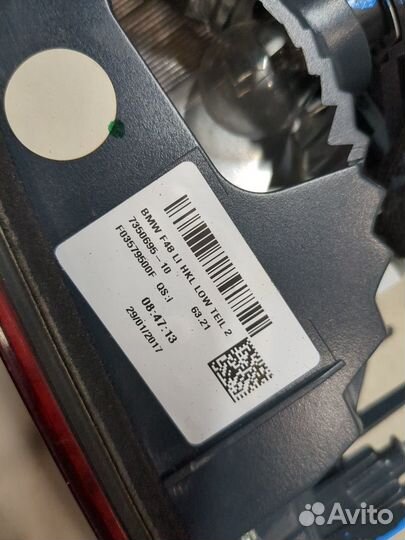 BMW F48 LI HKL LOW TEIL 2
7350695 - 10 63.21
F03579500F QS:I
08:47:13
29/01/2017
Avito